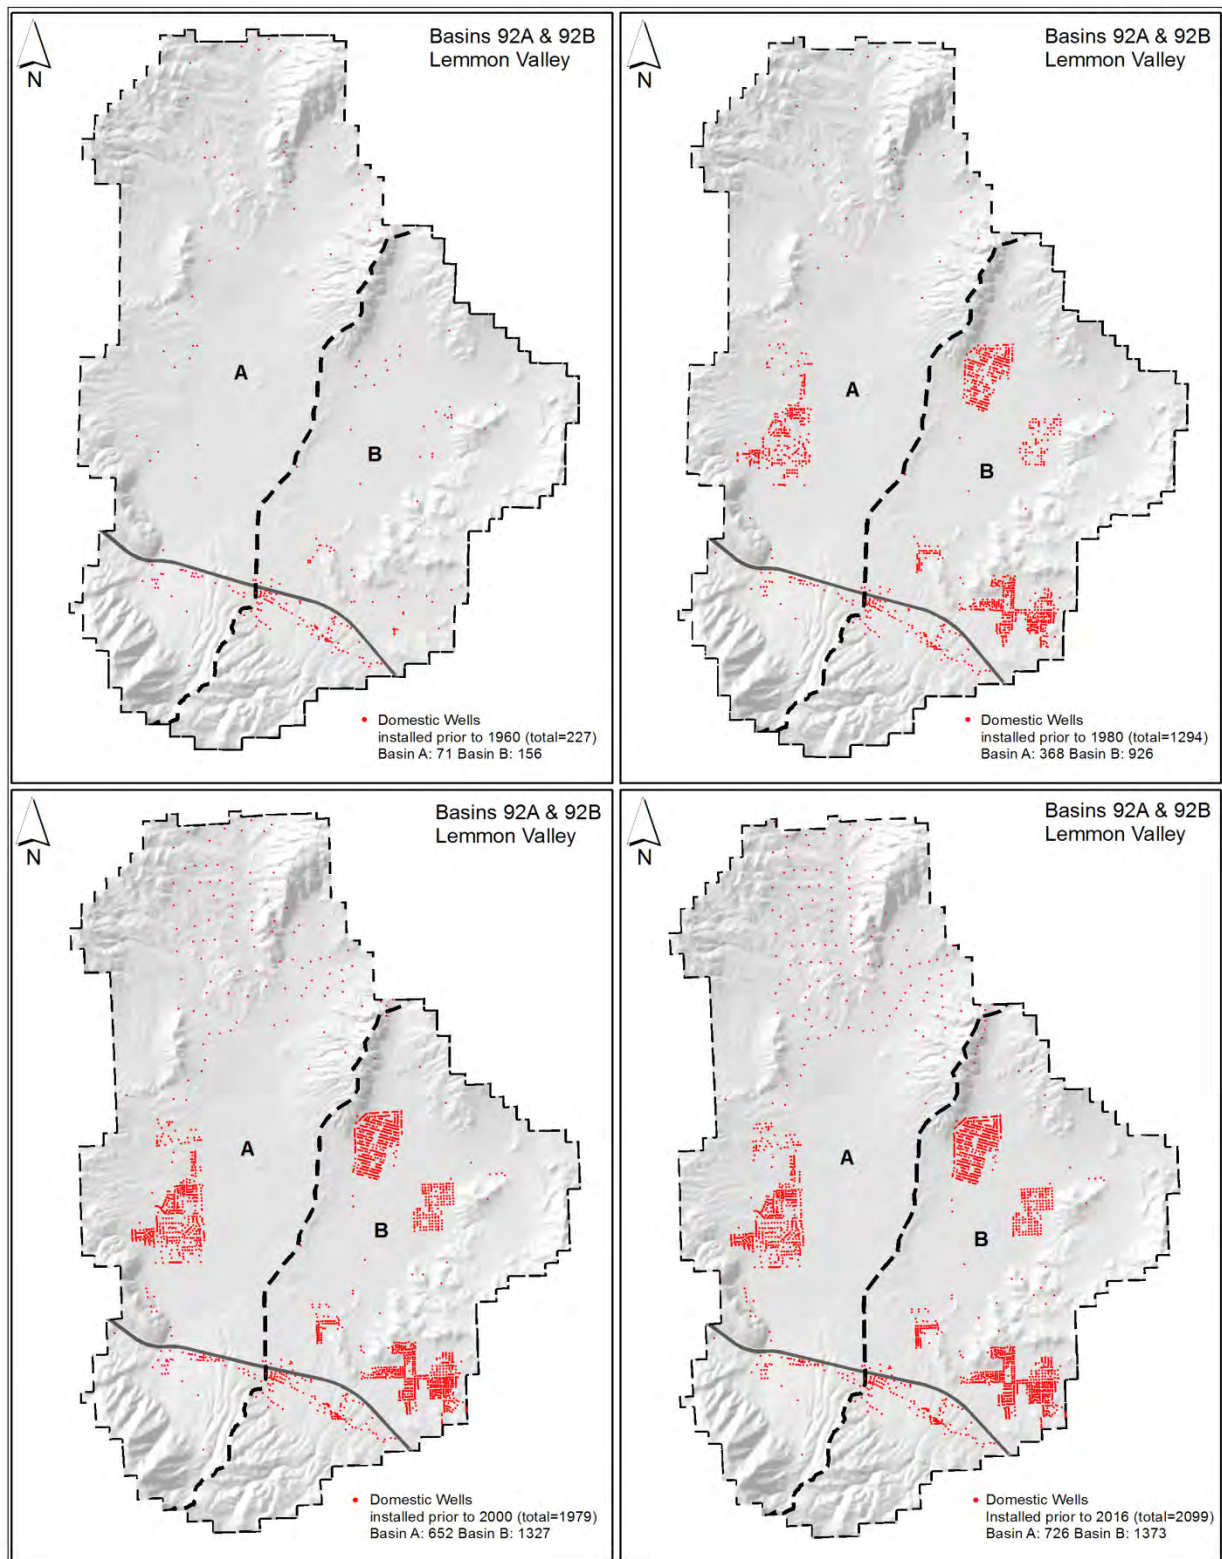 N
Basins 92A & 92B
Lemmon Valley
A
B
Domestic Wells
installed prior to 1960 (total=227)
Basin A: 71 Basin B: 156
N
Basins 92A & 92B
Lemmon Valley
A
B
Domestic Wells
installed prior to 1980 (total=1294)
Basin A: 368 Basin B: 926
N
Basins 92A & 92B
Lemmon Valley
A
B
Domestic Wells
installed prior to 2000 (total=1979)
Basin A: 652 Basin B: 1327
N
Basins 92A & 92B
Lemmon Valley
A
B
Domestic Wells
Installed prior to 2016 (total=2099)
Basin A: 726 Basin B: 1373